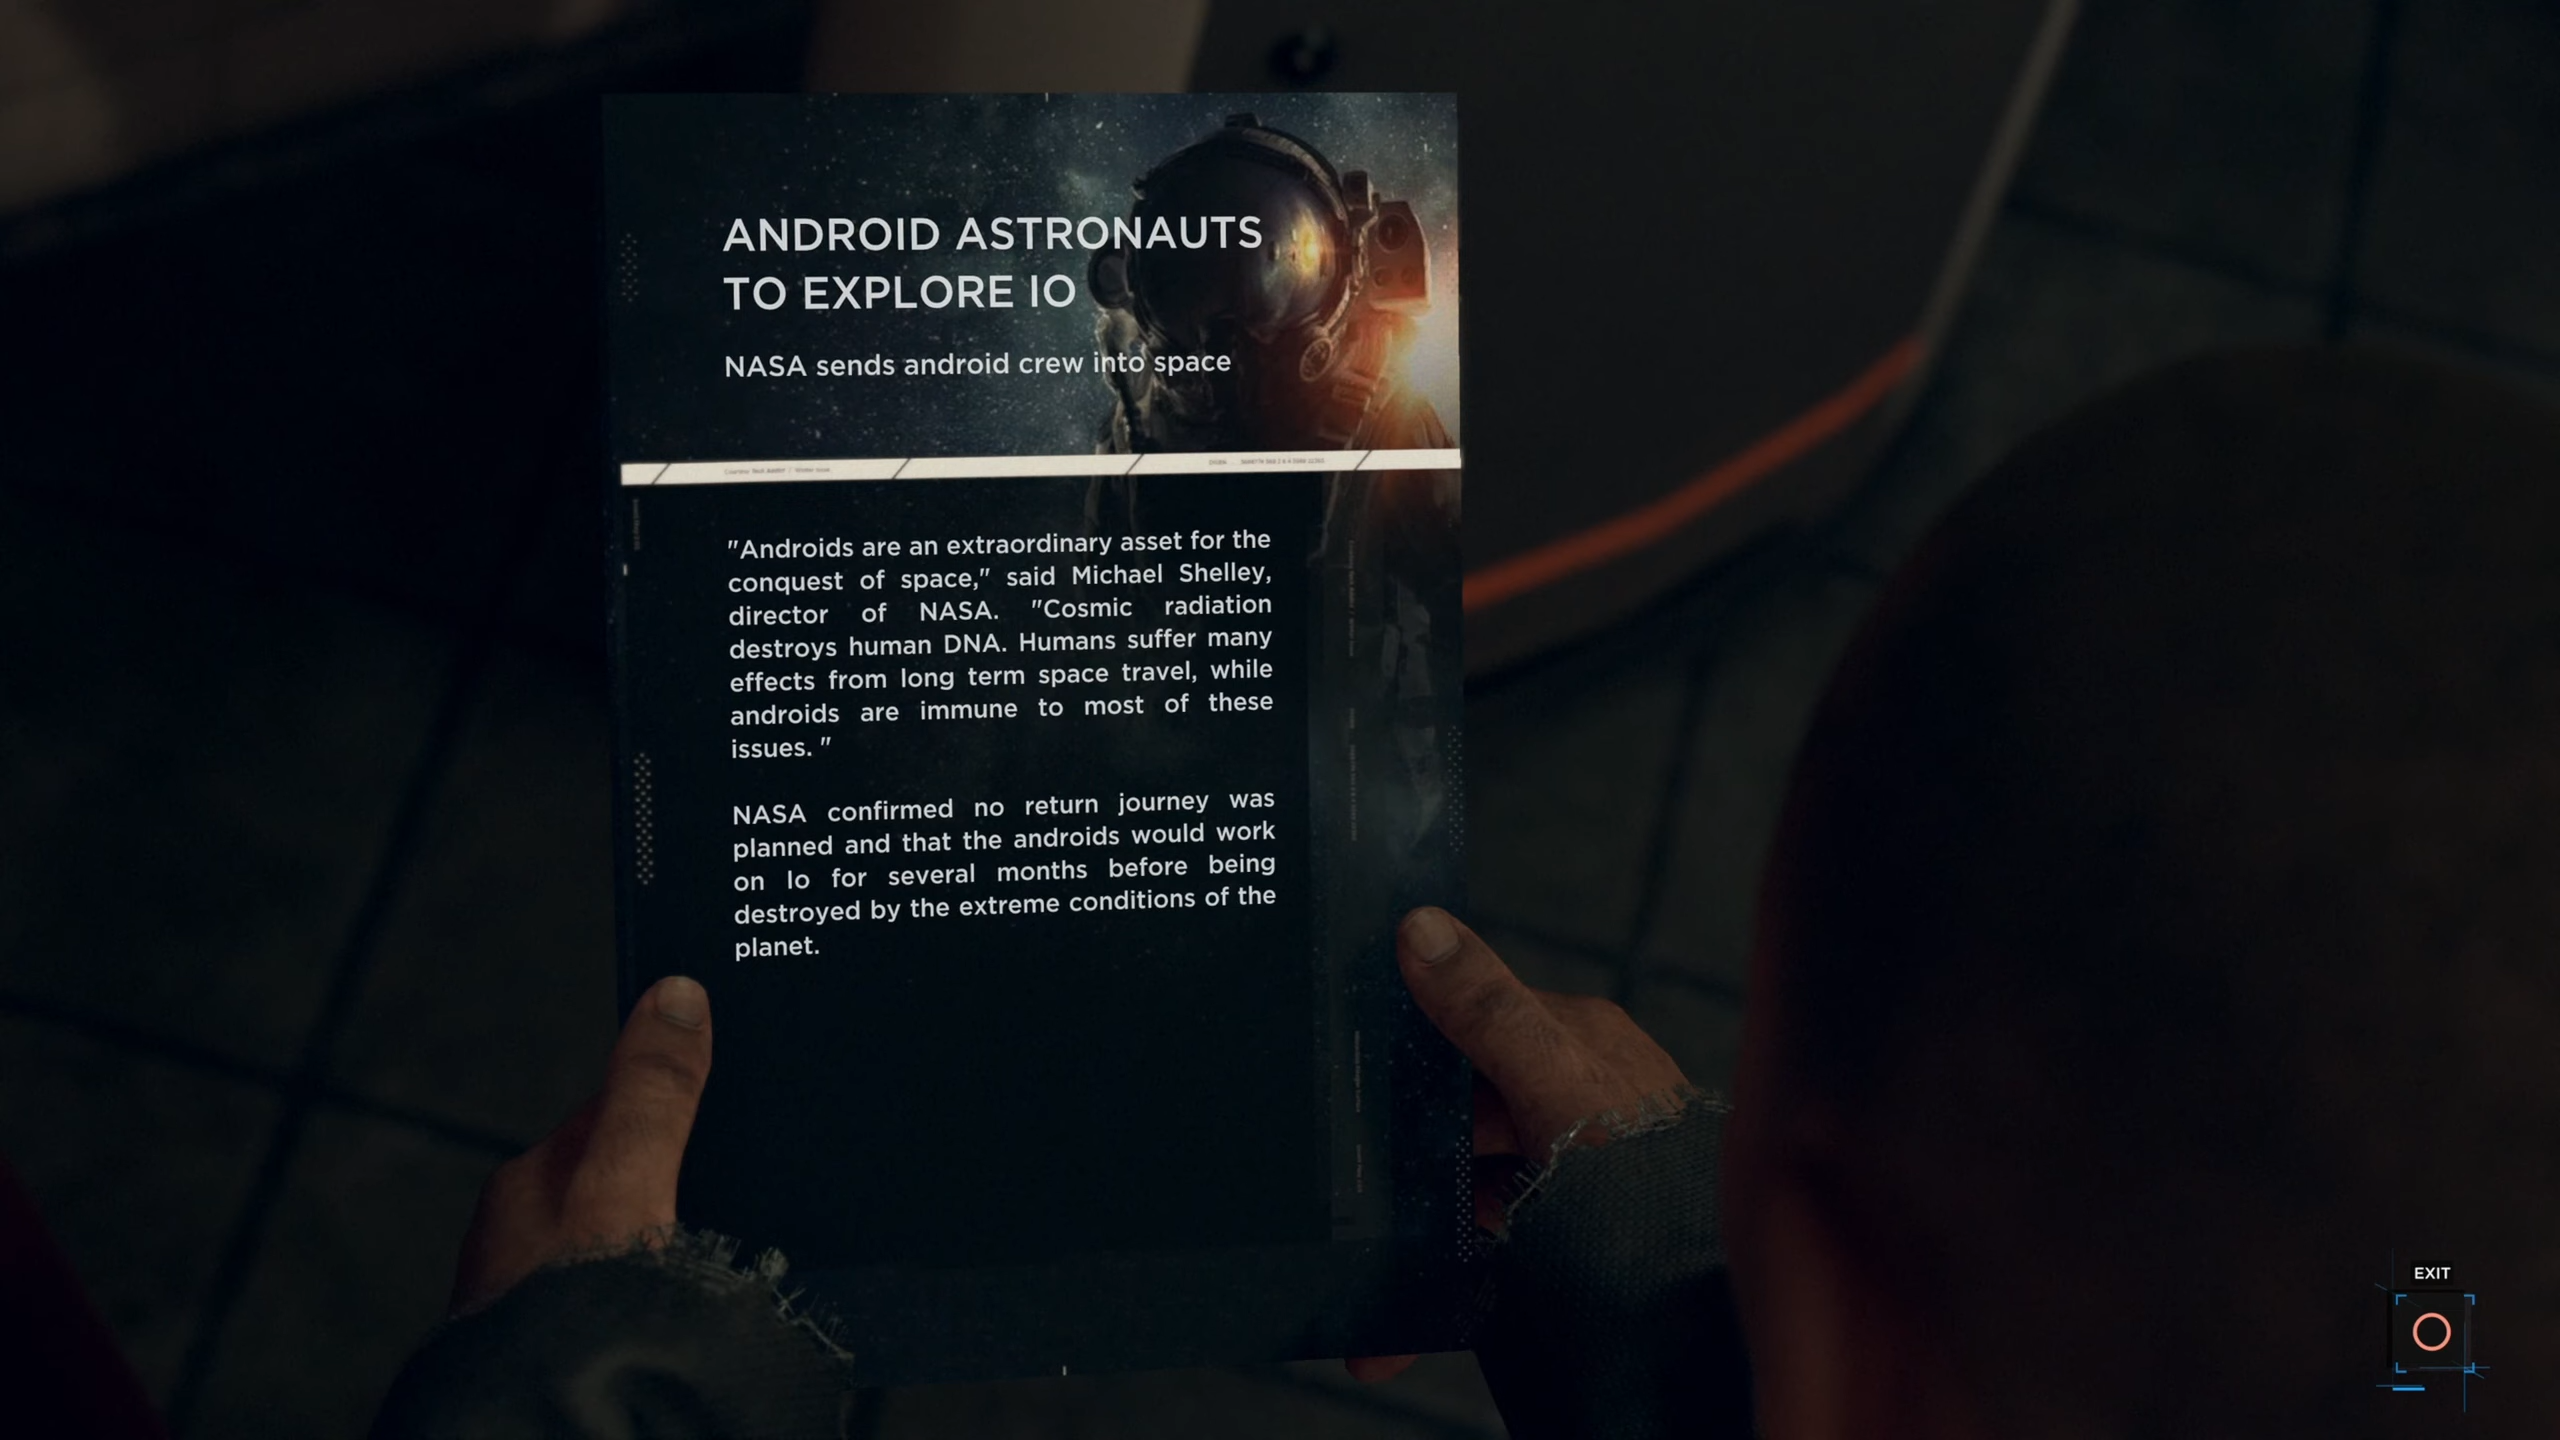 ANDROID ASTRONAUTS
TO EXPLORE IO
NASA sends android crew into space
"Androids are an extraordinary asset for the
conquest of space," said Michael Shelley,
director of NASA. "Cosmic radiation
destroys human DNA. Humans suffer many
effects from long term space travel, while
androids are immune to most of these
issues. "
NASA confirmed no return journey was
planned and that the androids would work
on Io for several months before being
destroyed by the extreme conditions of the
planet.
EXIT